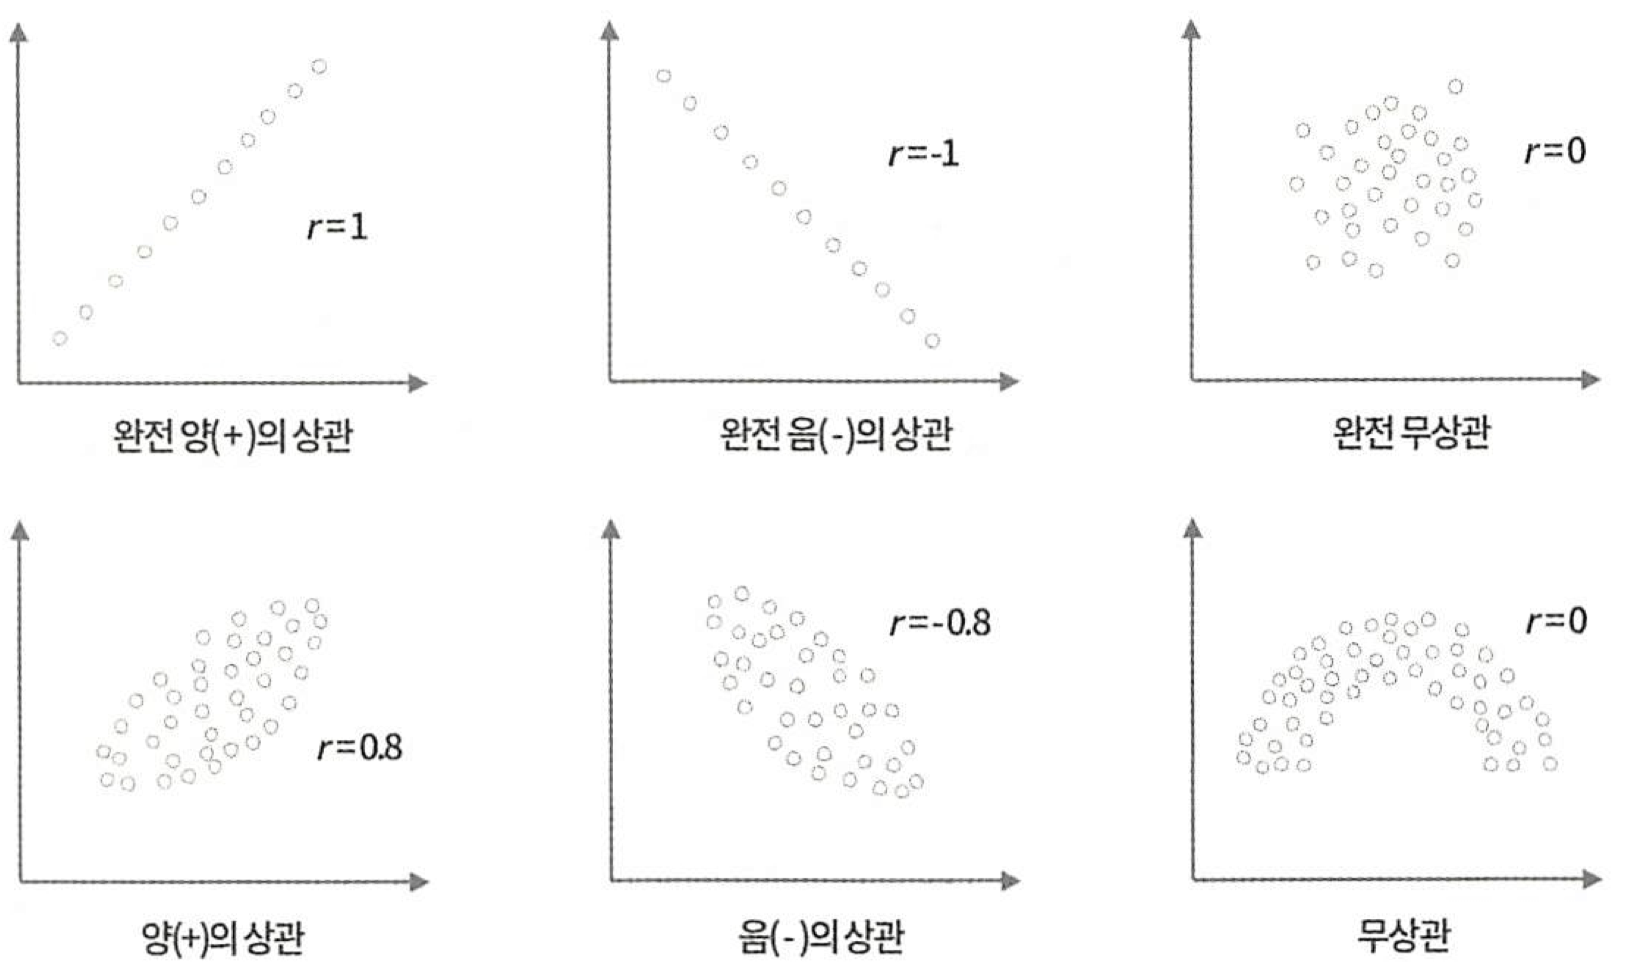 r=1
r=-1
r=0
완전 양(+)의 상관
완전 음(-)의 상관
완전 무상관
r=0.8
r=-0.8
r=0
양(+)의 상관
음(-)의 상관
무상관